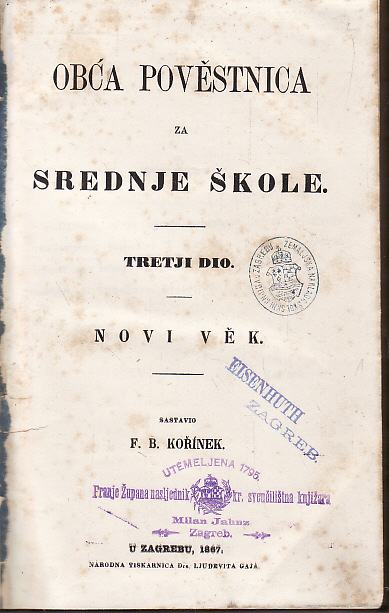 OBĆA POVĚSTNICA
ZA
SREDNJE ŠKOLE.
TRETJI DIO.
NOVI VĚK.
EISENHUTH
ZAGREB.
SASTAVIO
F. B. KOŘÍNEK.
UTEMELJENA 1795.
Franje Župana nasljednik kr. sveučilištna knjižara
Milan Jahnz
Zagreb.
U ZAGREBU, 1867.
NARODNA TISKARNICA Dra. LJUDEVITA GAJA.